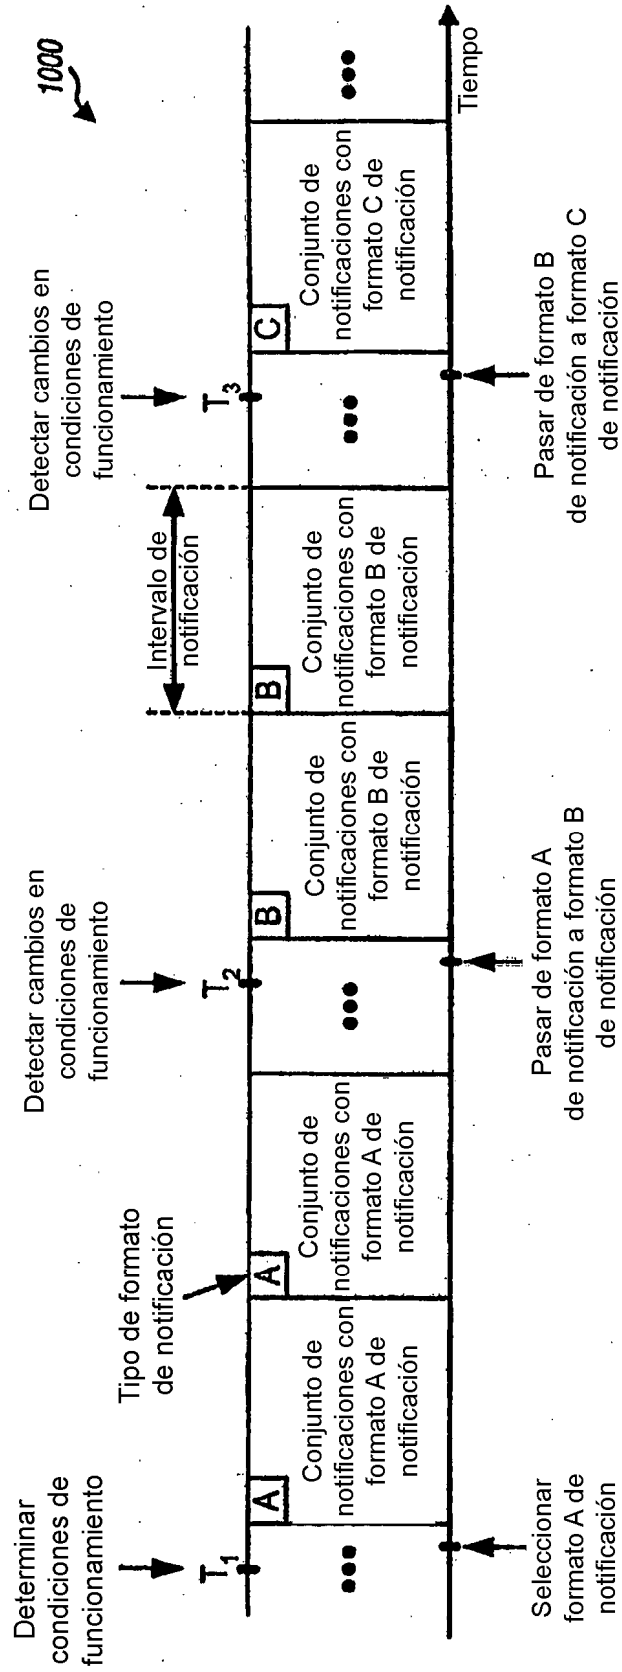 1000
Determinar
condiciones de
funcionamiento
Tipo de formato
de notificación
Detectar cambios en
condiciones de
funcionamiento
Intervalo de
notificación
Detectar cambios en
condiciones de
funcionamiento
T1
T2
T3
A
Conjunto de
notificaciones con
formato A de
notificación
A
Conjunto de
notificaciones con
formato A de
notificación
B
Conjunto de
notificaciones con
formato B de
notificación
B
Conjunto de
notificaciones con
formato B de
notificación
C
Conjunto de
notificaciones con
formato C de
notificación
Tiempo
Seleccionar
formato A de
notificación
Pasar de formato A
de notificación a formato B
de notificación
Pasar de formato B
de notificación a formato C
de notificación